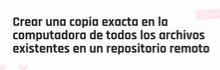 Crear una copia exacta en la
computadora de todos los archivos
existentes en un repositorio remoto